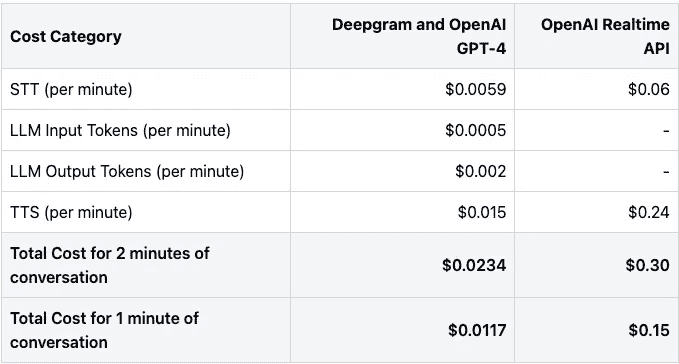 Cost Category
Deepgram and OpenAI
GPT-4
OpenAI Realtime
API
STT (per minute) $0.0059 $0.06
LLM Input Tokens (per minute) $0.0005 -
LLM Output Tokens (per minute) $0.002 -
TTS (per minute) $0.015 $0.24
Total Cost for 2 minutes of
conversation
$0.0234 $0.30
Total Cost for 1 minute of
conversation
$0.0117 $0.15